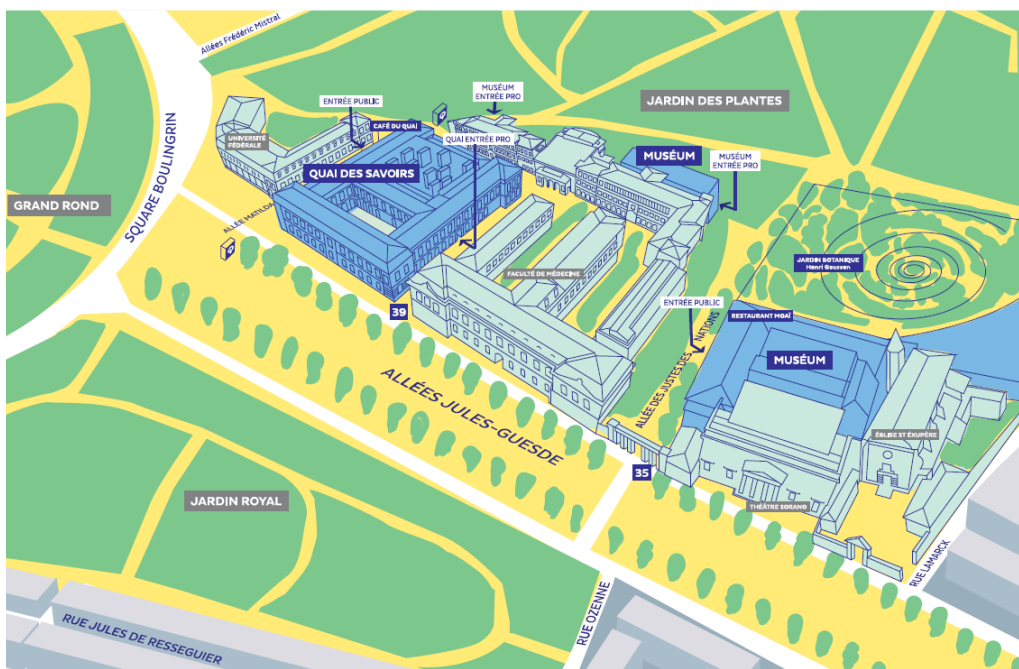 Allées Frédéric Mistral
MUSÉUM
ENTRÉE PRO
ENTRÉE PUBLIC
JARDIN DES PLANTES
CAFÉ DU QUAI
QUAI ENTRÉE PRO
UNIVERSITÉ
FÉDÉRALE
MUSÉUM
MUSÉUM
ENTRÉE PRO
QUAI DES SAVOIRS
GRAND ROND
SQUARE BOULINGRIN
ALLÉE MATILDA
JARDIN BOTANIQUE
Henri Gaussen
FACULTÉ DE MÉDECINE
ENTRÉE PUBLIC
39
RESTAURANT MOAÏ
MUSÉUM
ALLÉE DES JUSTES DES NATIONS
ALLÉES JULES-GUESDE
ÉGLISE ST ÉXUPÈRE
35
JARDIN ROYAL
THÉÂTRE SORANO
RUE LAMARCK
RUE OZENNE
RUE JULES DE RESSEGUIER